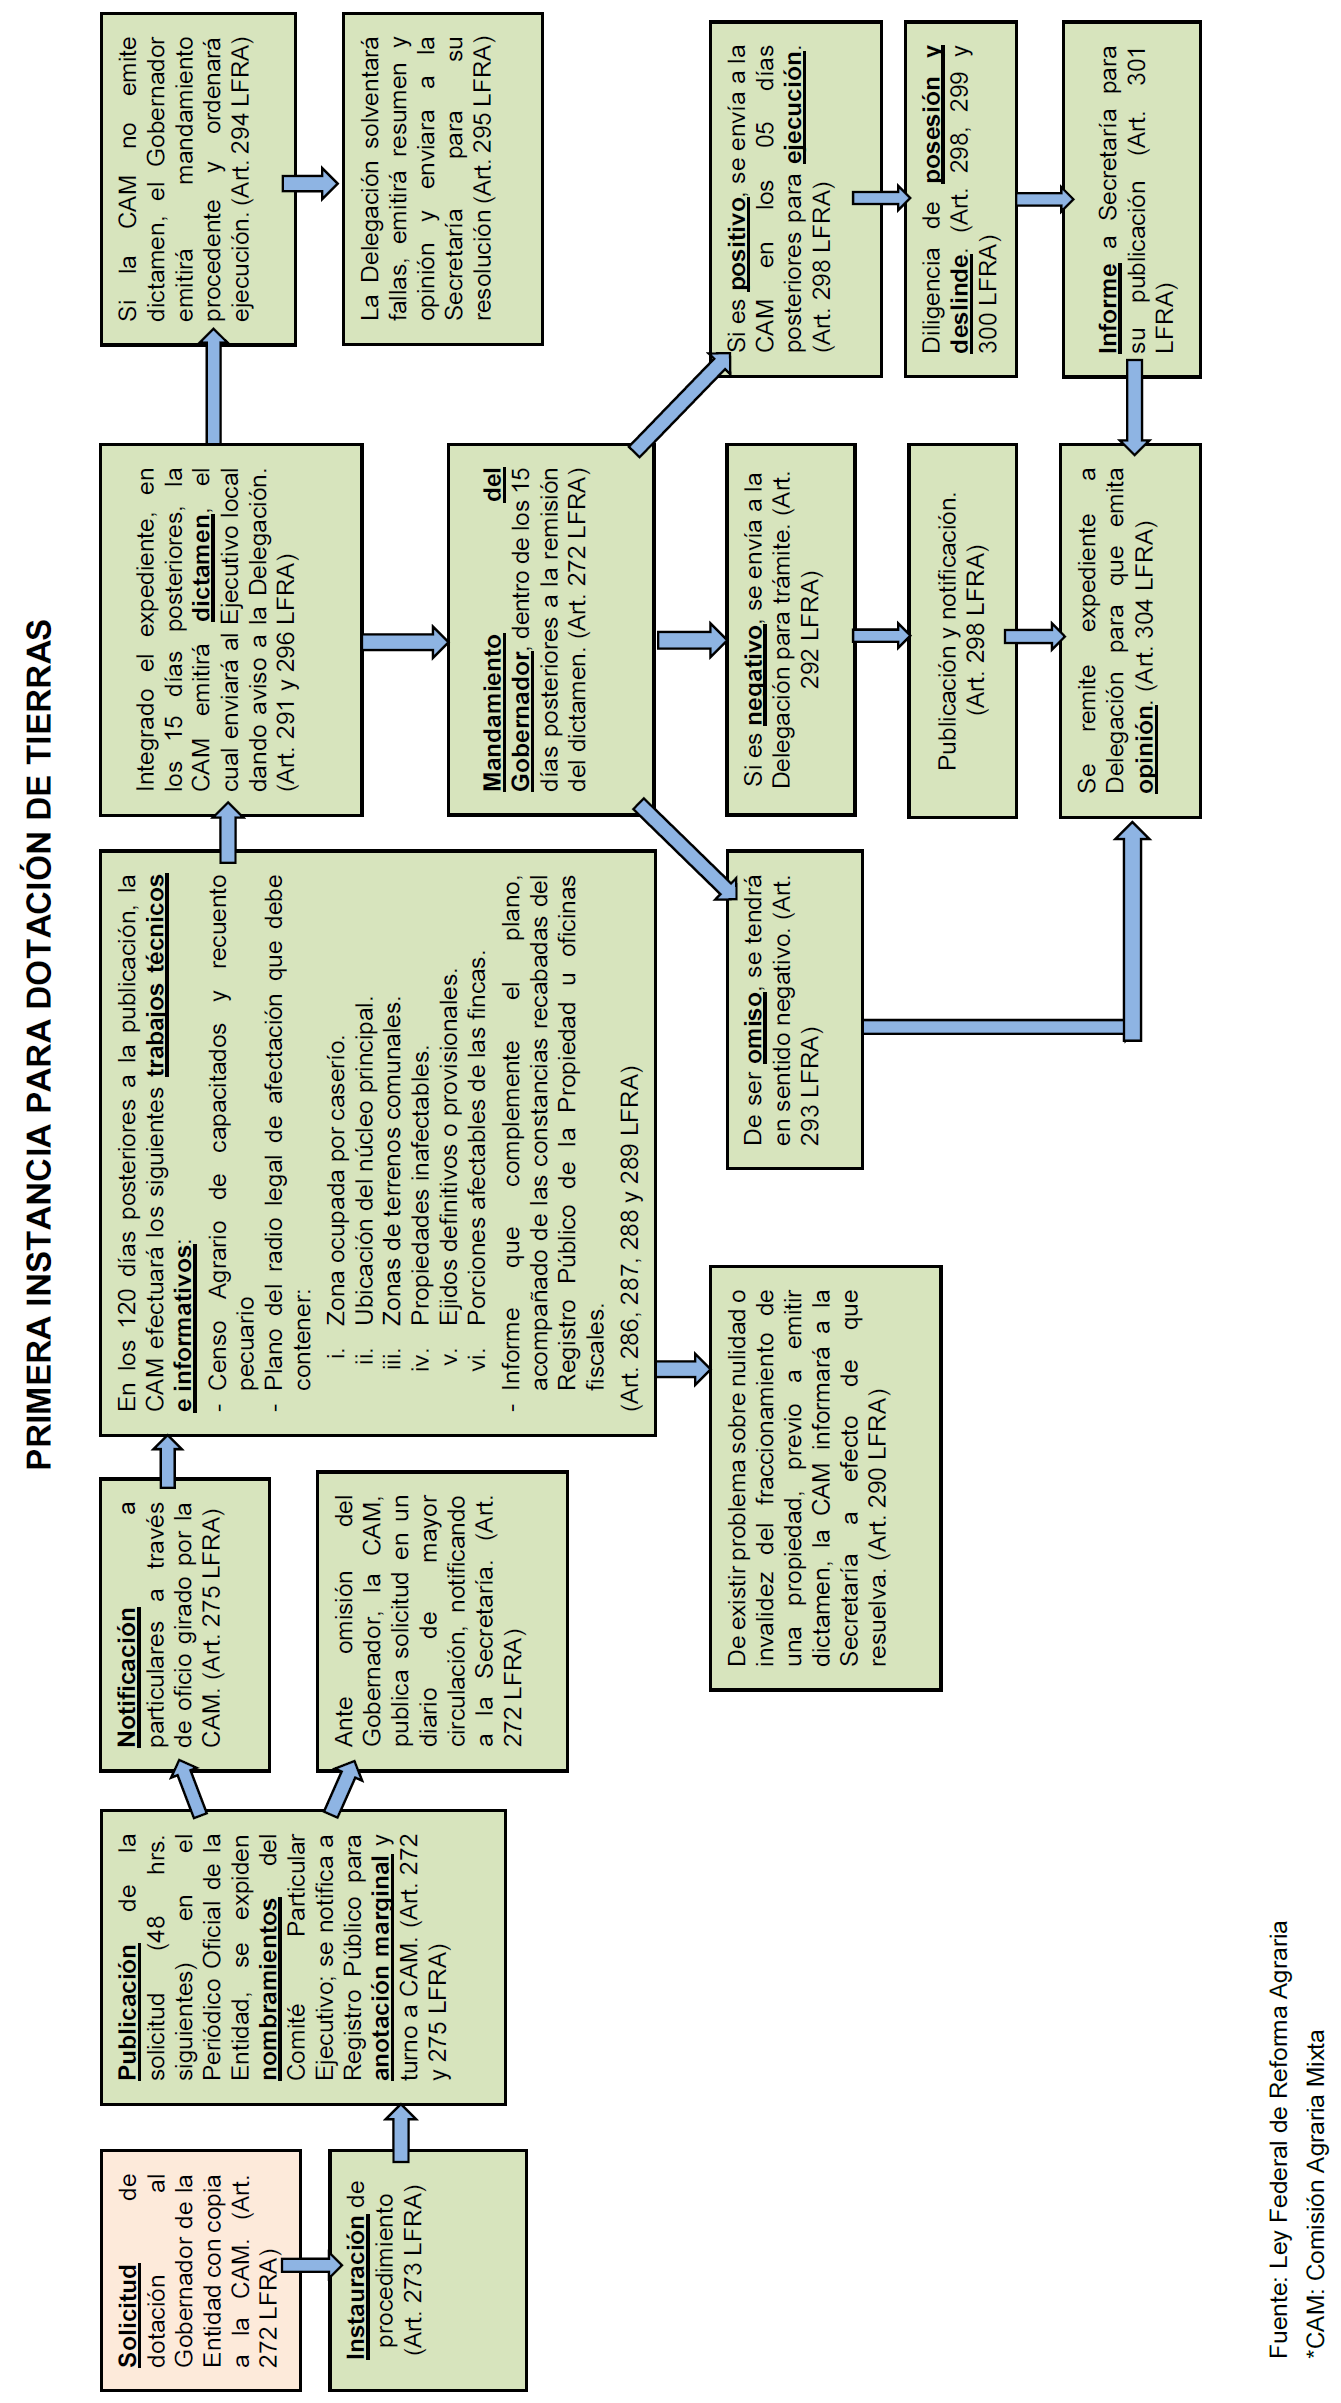 PRIMERA INSTANCIA PARA DOTACIÓN DE TIERRAS
Solicitud de
dotación al
Gobernador de la
Entidad con copia
a la CAM. (Art.
272 LFRA)
Instauración de
procedimiento
(Art. 273 LFRA)
Publicación de la
solicitud (48 hrs.
siguientes) en el
Periódico Oficial de la
Entidad, se expiden
nombramientos del
Comité Particular
Ejecutivo; se notifica a
Registro Público para
anotación marginal y
turno a CAM. (Art. 272
y 275 LFRA)
Notificación a
particulares a través
de oficio girado por la
CAM. (Art. 275 LFRA)
Ante omisión del
Gobernador, la CAM,
publica solicitud en un
diario de mayor
circulación, notificando
a la Secretaría. (Art.
272 LFRA)
En los 120 días posteriores a la publicación, la
CAM efectuará los siguientes trabajos técnicos
e informativos:
- Censo Agrario de capacitados y recuento
pecuario
- Plano del radio legal de afectación que debe
contener:
i. Zona ocupada por caserío.
ii. Ubicación del núcleo principal.
iii. Zonas de terrenos comunales.
iv. Propiedades inafectables.
v. Ejidos definitivos o provisionales.
vi. Porciones afectables de las fincas.
- Informe que complemente el plano,
acompañado de las constancias recabadas del
Registro Público de la Propiedad u oficinas
fiscales.
(Art. 286, 287, 288 y 289 LFRA)
De existir problema sobre nulidad o
invalidez del fraccionamiento de
una propiedad, previo a emitir
dictamen, la CAM informará a la
Secretaría a efecto de que
resuelva. (Art. 290 LFRA)
Integrado el expediente, en
los 15 días posteriores, la
CAM emitirá dictamen, el
cual enviará al Ejecutivo local
dando aviso a la Delegación.
(Art. 291 y 296 LFRA)
Si la CAM no emite
dictamen, el Gobernador
emitirá mandamiento
procedente y ordenará
ejecución. (Art. 294 LFRA)
La Delegación solventará
fallas, emitirá resumen y
opinión y enviara a la
Secretaría para su
resolución (Art. 295 LFRA)
Mandamiento del
Gobernador, dentro de los 15
días posteriores a la remisión
del dictamen. (Art. 272 LFRA)
De ser omiso, se tendrá
en sentido negativo. (Art.
293 LFRA)
Si es negativo, se envía a la
Delegación para trámite. (Art.
292 LFRA)
Publicación y notificación.
(Art. 298 LFRA)
Se remite expediente a
Delegación para que emita
opinión. (Art. 304 LFRA)
Si es positivo, se envía a la
CAM en los 05 días
posteriores para ejecución.
(Art. 298 LFRA)
Diligencia de posesión y
deslinde. (Art. 298, 299 y
300 LFRA)
Informe a Secretaría para
su publicación (Art. 301
LFRA)
Fuente: Ley Federal de Reforma Agraria
*CAM: Comisión Agraria Mixta